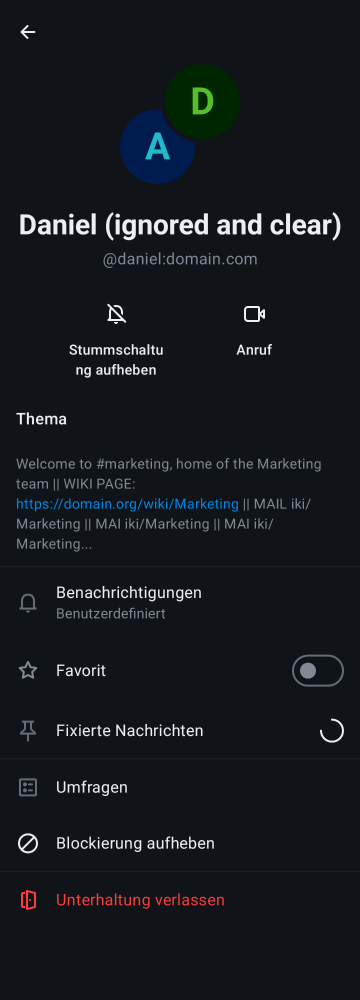 D
A
Daniel (ignored and clear)
@daniel:domain.com
Stummschaltu
ng aufheben
Anruf
Thema
Welcome to #marketing, home of the Marketing
team || WIKI PAGE:
https://domain.org/wiki/Marketing || MAIL iki/
Marketing || MAI iki/Marketing || MAI iki/
Marketing...
Benachrichtigungen
Benutzerdefiniert
Favorit
Fixierte Nachrichten
Umfragen
Blockierung aufheben
Unterhaltung verlassen